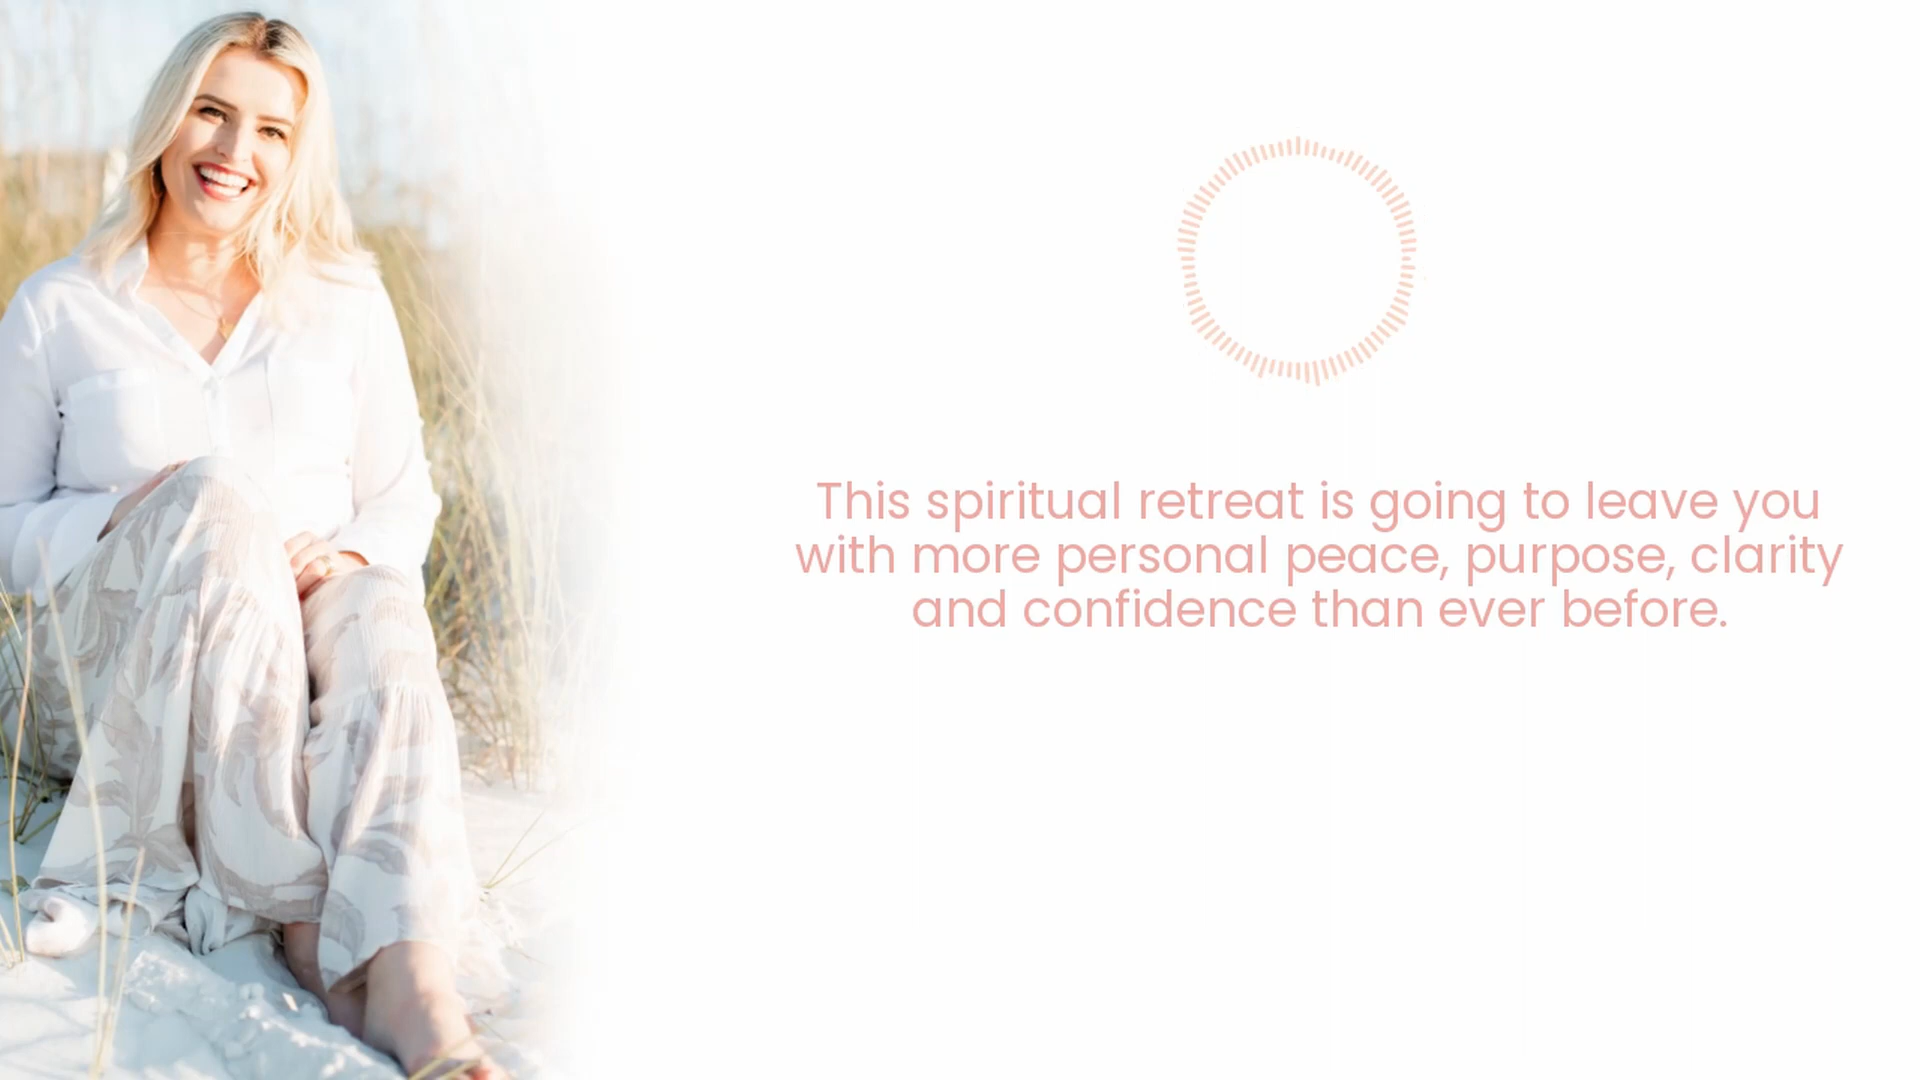 This spiritual retreat is going to leave you
with more personal peace, purpose, clarity
and confidence than ever before.